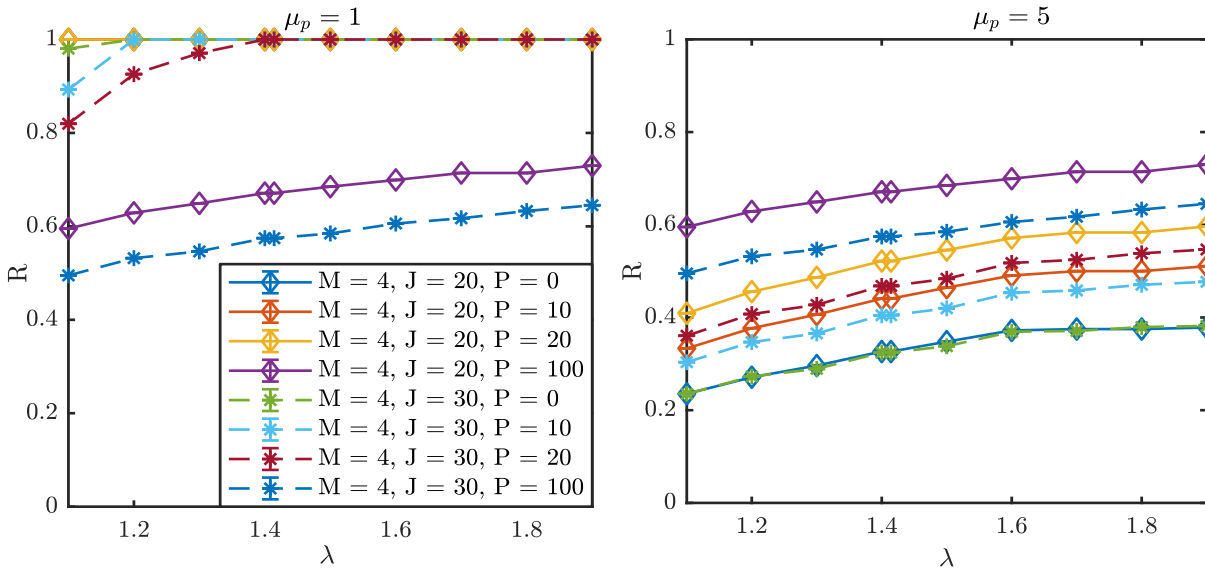 μp = 1
1
0.8
0.6
0.4
0.2
0
R
1.2
1.4
1.6
1.8
λ
M = 4, J = 20, P = 0
M = 4, J = 20, P = 10
M = 4, J = 20, P = 20
M = 4, J = 20, P = 100
M = 4, J = 30, P = 0
M = 4, J = 30, P = 10
M = 4, J = 30, P = 20
M = 4, J = 30, P = 100
μp = 5
1
0.8
0.6
0.4
0.2
0
R
1.2
1.4
1.6
1.8
λ